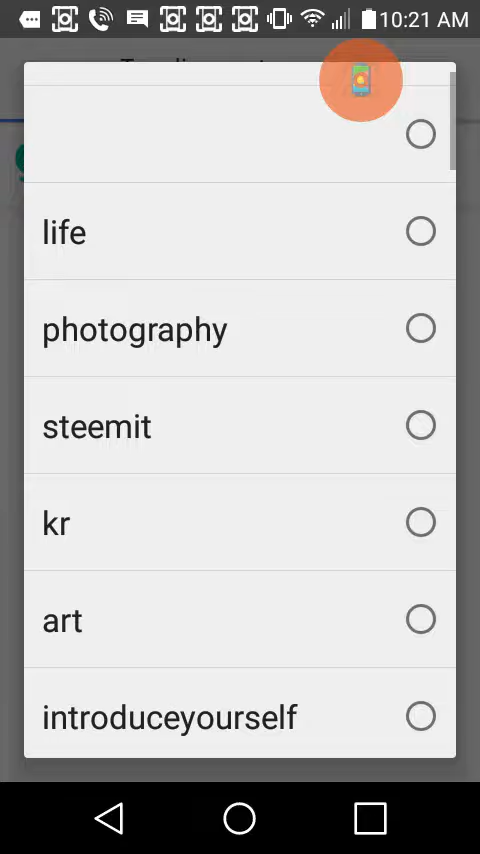 10:21 AM
life
photography
steemit
kr
art
introduceyourself